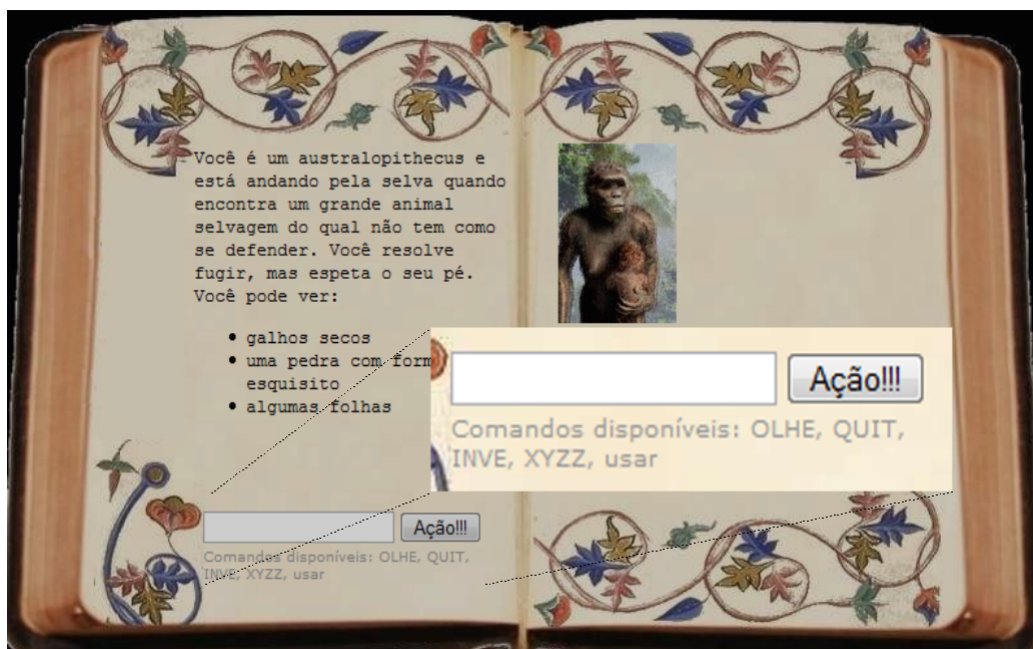 Você é um australopithecus e
está andando pela selva quando
encontra um grande animal
selvagem do qual não tem como
se defender. Você resolve
fugir, mas espeta o seu pé.
Você pode ver:
• galhos secos
• uma pedra com form
esquisito
• algumas folhas
Ação!!!
Comandos disponíveis: OLHE, QUIT,
INVE, XYZZ, usar
Ação!!!
Comandos disponíveis: OLHE, QUIT,
INVE, XYZZ, usar